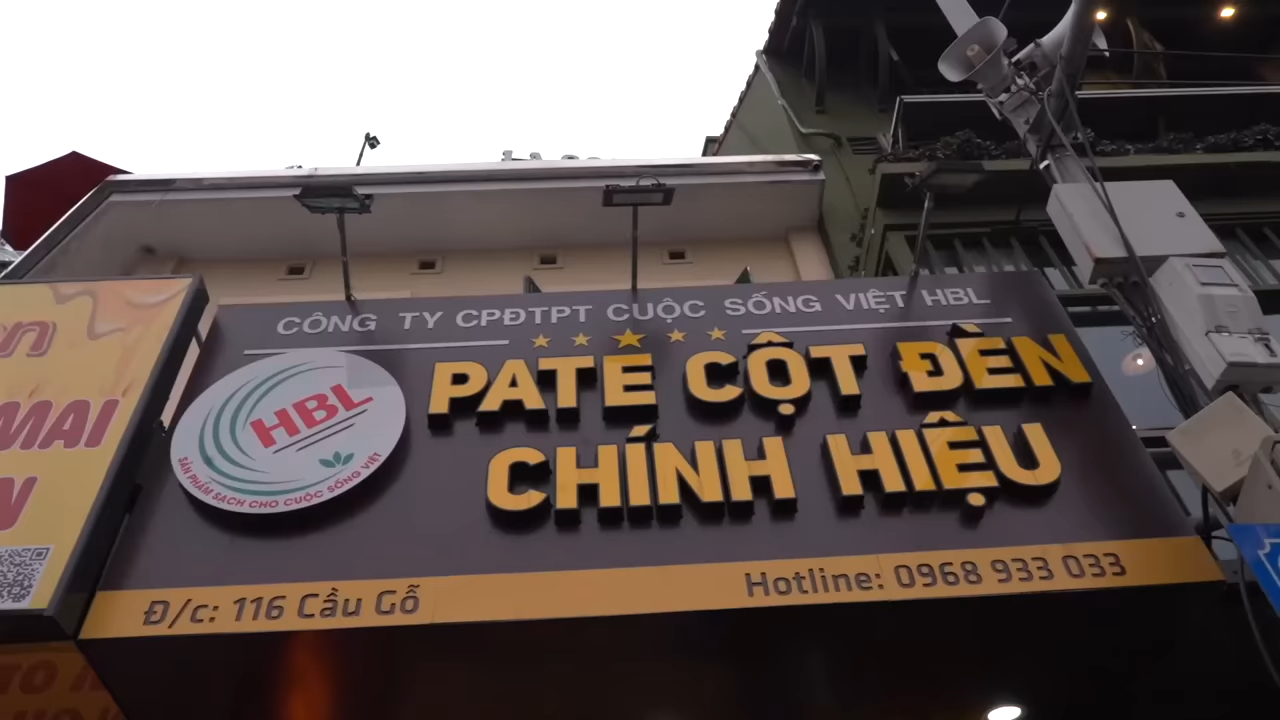 CÔNG TY CPĐTPT CUỘC SỐNG VIỆT HBL
PATE CỘT ĐÈN
CHÍNH HIỆU
HBL
SẢN PHẨM SẠCH CHO CUỘC SỐNG VIỆT
Đ/c: 116 Cầu Gỗ
Hotline: 0968 933 033
MAI